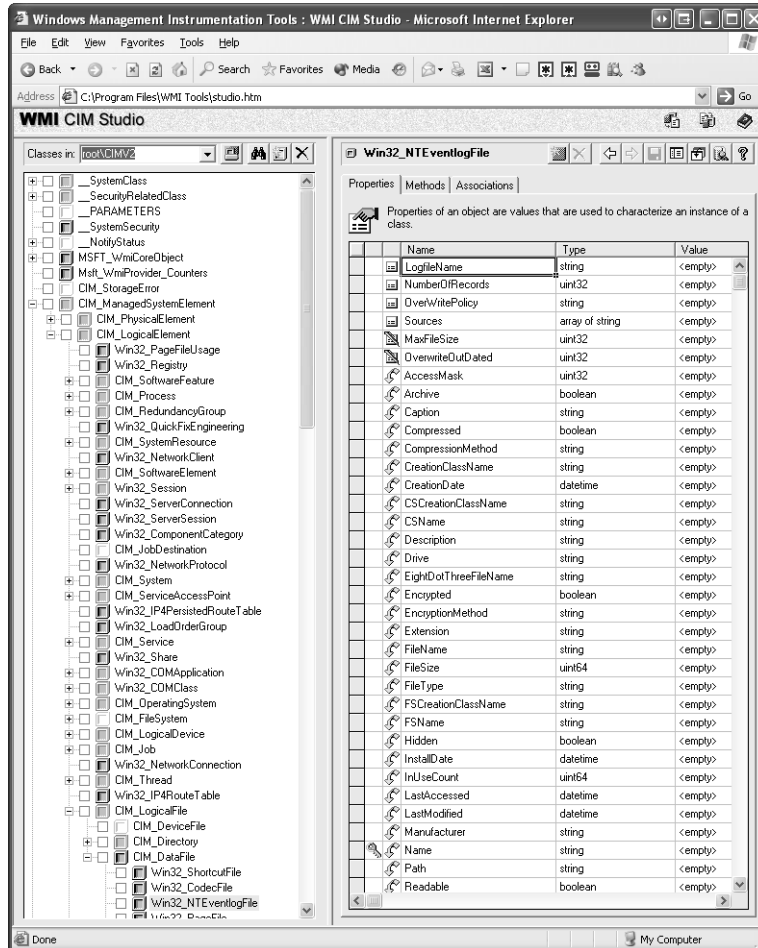 Windows Management Instrumentation Tools : WMI CIM Studio - Microsoft Internet Explorer
File Edit View Favorites Tools Help
Back Search Favorites Media
Address C:\Program Files\WMI Tools\studio.htm Go
WMI CIM Studio
Classes in: root\CIMV2
__SystemClass
__SecurityRelatedClass
__PARAMETERS
__SystemSecurity
__NotifyStatus
MSFT_WmiCoreObject
Msft_WmiProvider_Counters
CIM_StorageError
CIM_ManagedSystemElement
CIM_PhysicalElement
CIM_LogicalElement
Win32_PageFileUsage
Win32_Registry
CIM_SoftwareFeature
CIM_Process
CIM_RedundancyGroup
Win32_QuickFixEngineering
CIM_SystemResource
Win32_NetworkClient
CIM_SoftwareElement
Win32_Session
Win32_ServerConnection
Win32_ServerSession
Win32_ComponentCategory
CIM_JobDestination
Win32_NetworkProtocol
CIM_System
CIM_ServiceAccessPoint
Win32_IP4PersistedRouteTable
Win32_LoadOrderGroup
CIM_Service
Win32_Share
Win32_COMApplication
Win32_COMClass
CIM_OperatingSystem
CIM_FileSystem
CIM_LogicalDevice
CIM_Job
Win32_NetworkConnection
CIM_Thread
Win32_IP4RouteTable
CIM_LogicalFile
CIM_DeviceFile
CIM_Directory
CIM_DataFile
Win32_ShortcutFile
Win32_CodecFile
Win32_NTEventlogFile
Win32_PageFile
Win32_NTEventlogFile
Properties Methods Associations
Properties of an object are values that are used to characterize an instance of a
class.
Name Type Value
LogfileName string <empty>
NumberOfRecords uint32 <empty>
OverWritePolicy string <empty>
Sources array of string <empty>
MaxFileSize uint32 <empty>
OverwriteOutDated uint32 <empty>
AccessMask uint32 <empty>
Archive boolean <empty>
Caption string <empty>
Compressed boolean <empty>
CompressionMethod string <empty>
CreationClassName string <empty>
CreationDate datetime <empty>
CSCreationClassName string <empty>
CSName string <empty>
Description string <empty>
Drive string <empty>
EightDotThreeFileName string <empty>
Encrypted boolean <empty>
EncryptionMethod string <empty>
Extension string <empty>
FileName string <empty>
FileSize uint64 <empty>
FileType string <empty>
FSCreationClassName string <empty>
FSName string <empty>
Hidden boolean <empty>
InstallDate datetime <empty>
InUseCount uint64 <empty>
LastAccessed datetime <empty>
LastModified datetime <empty>
Manufacturer string <empty>
Name string <empty>
Path string <empty>
Readable boolean <empty>
Done My Computer